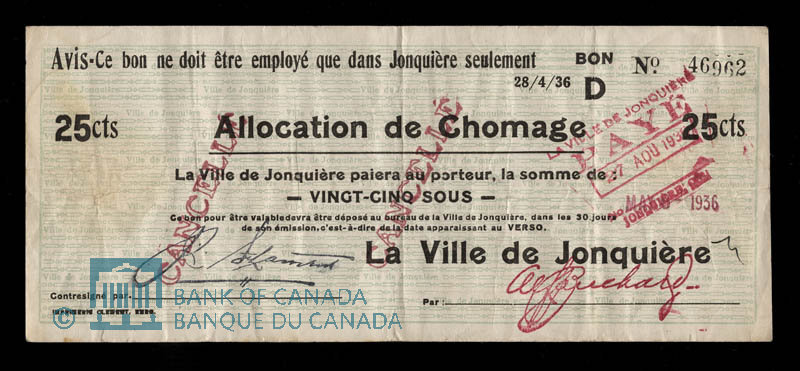 Avis-Ce bon ne doit être employé que dans Jonquière seulement
BON
D
No. 46962
28/4/36
25cts
Allocation de Chomage
25cts
La Ville de Jonquière paiera au porteur, la somme de :
— VINGT-CINQ SOUS —
Ce bon pour être valable devra être déposé au bureau de la Ville de Jonquière, dans les 30 jours
de son émission, c'est-à-dire de la date apparaissant au VERSO.
La Ville de Jonquière
Contresigné par
Par :
CANCELLÉ
CANCELLÉ
LA VILLE DE JONQUIÈRE
PAYÉ
27 AOU 1936
1936
JONQUIÈRE
© BANK OF CANADA
BANQUE DU CANADA